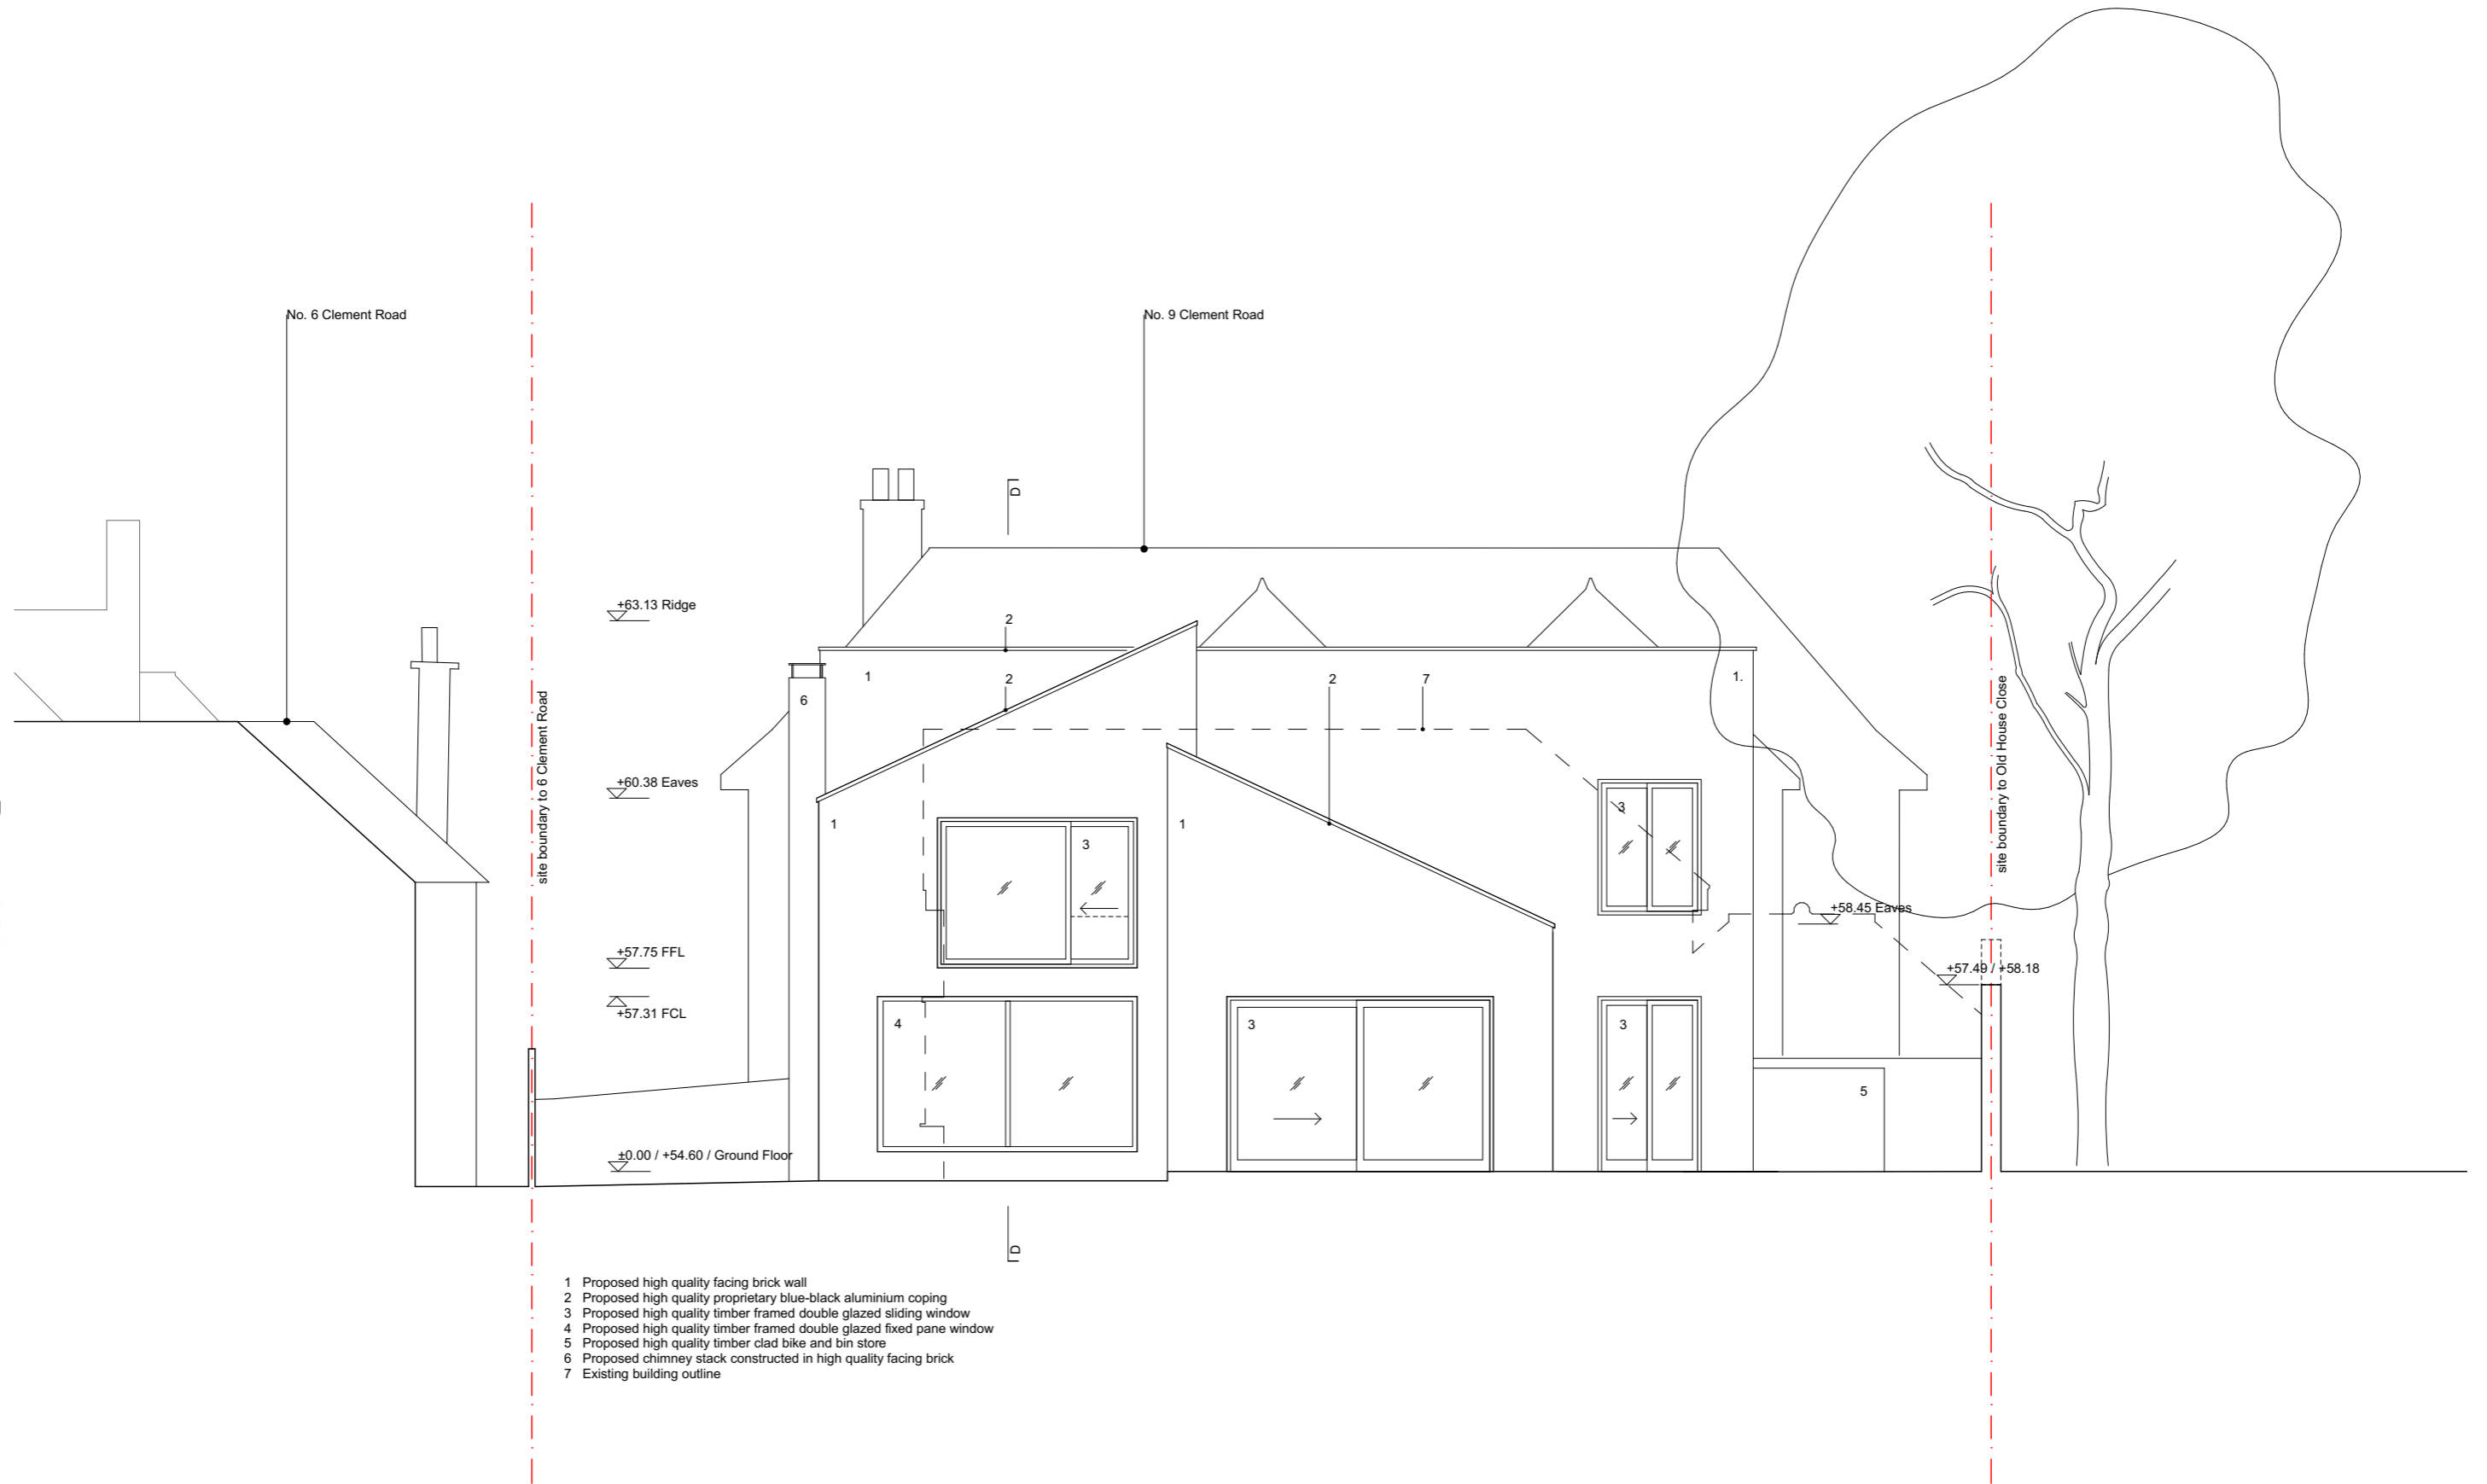 No. 6 Clement Road
No. 9 Clement Road
D
+63.13 Ridge
2
1
2
2
7
1.
6
site boundary to 6 Clement Road
site boundary to Old House Close
+60.38 Eaves
1
3
1
3
+58.45 Eaves
+57.75 FFL
+57.49 / +58.18
+57.31 FCL
4
3
3
5
±0.00 / +54.60 / Ground Floor
D
1 Proposed high quality facing brick wall
2 Proposed high quality proprietary blue-black aluminium coping
3 Proposed high quality timber framed double glazed sliding window
4 Proposed high quality timber framed double glazed fixed pane window
5 Proposed high quality timber clad bike and bin store
6 Proposed chimney stack constructed in high quality facing brick
7 Existing building outline